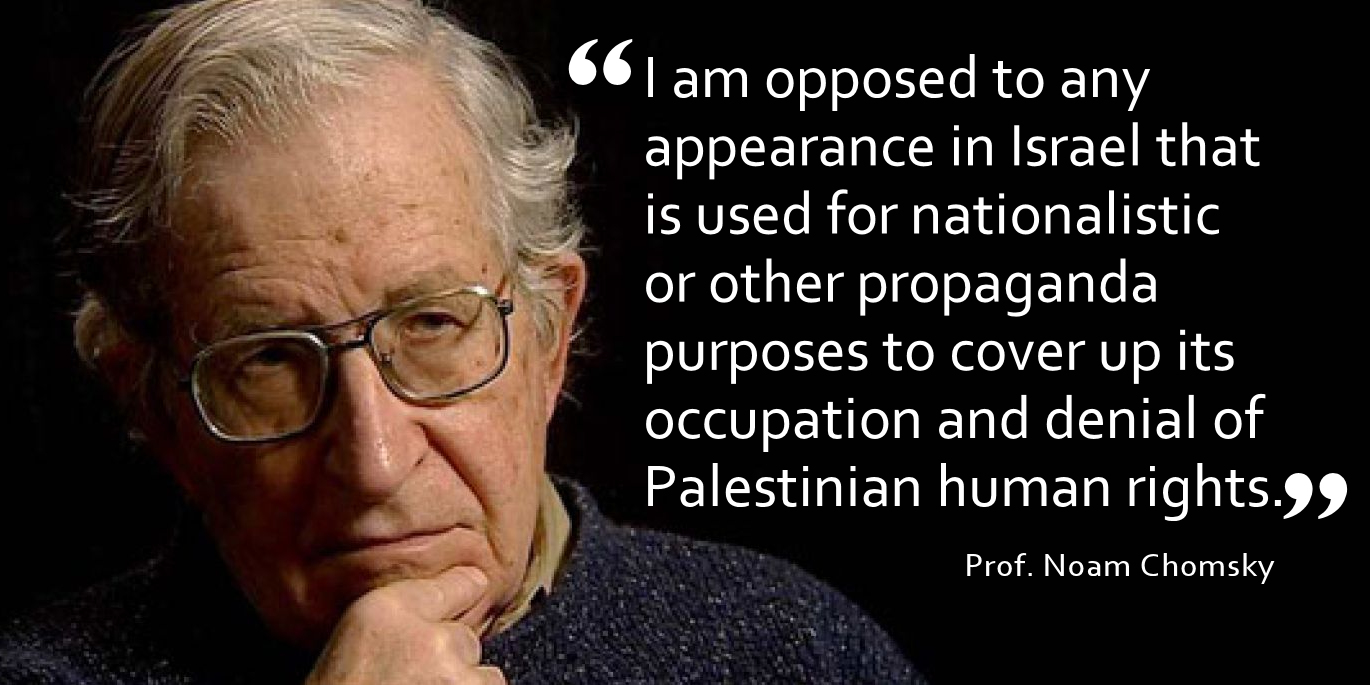 “I am opposed to any
appearance in Israel that
is used for nationalistic
or other propaganda
purposes to cover up its
occupation and denial of
Palestinian human rights.”
Prof. Noam Chomsky